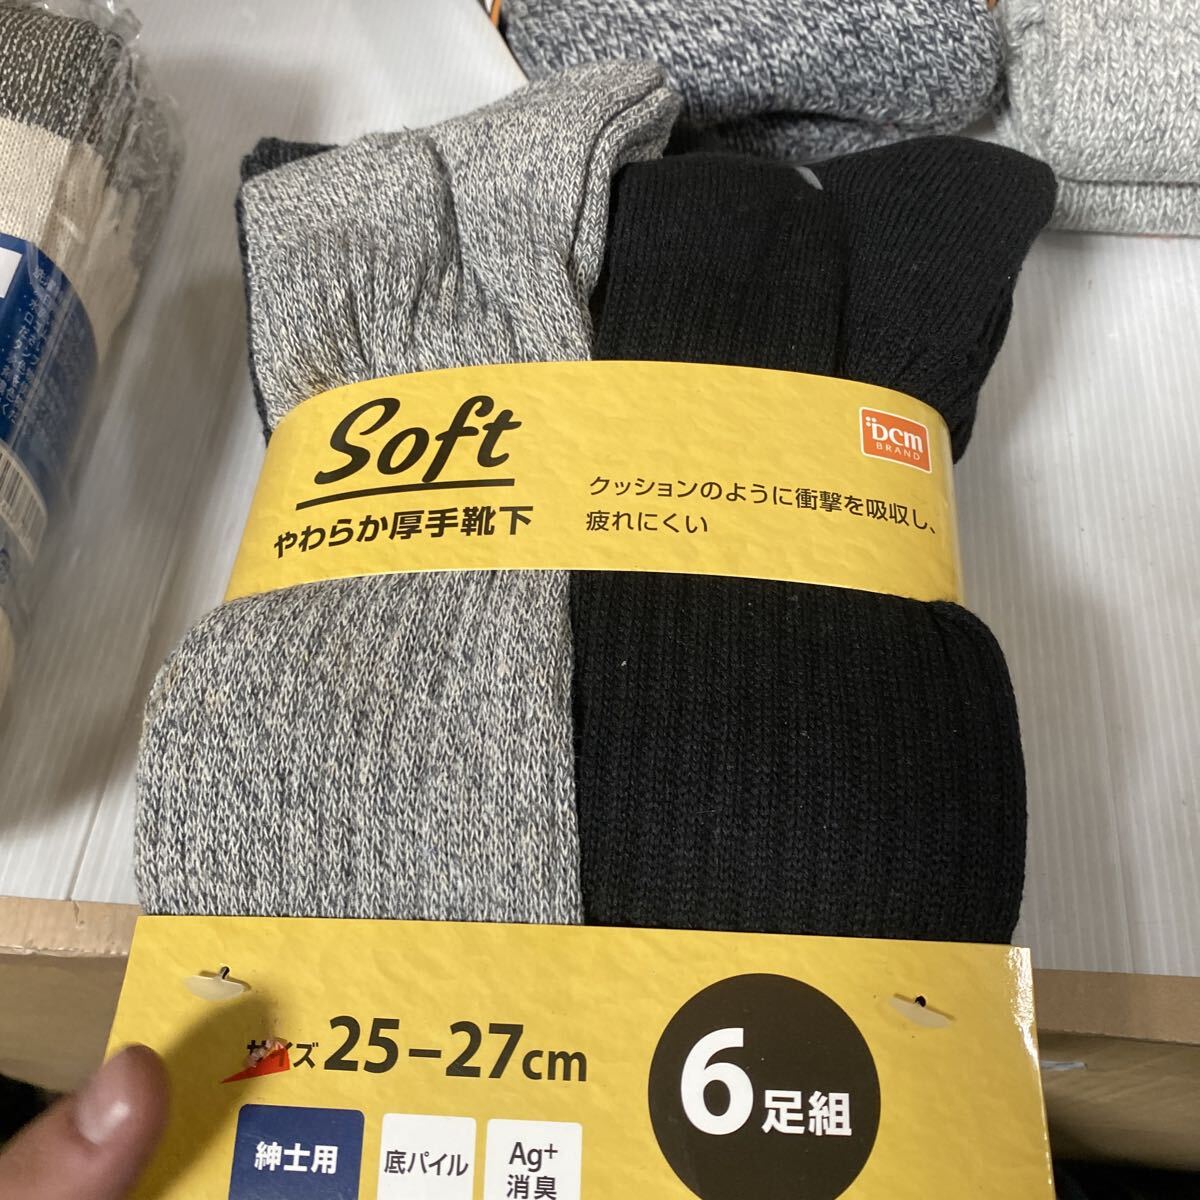 Soft
やわらか厚手靴下
クッションのように衝撃を吸収し、
疲れにくい
DCM
BRAND
サイズ 25-27cm
6足組
紳士用
底パイル
Ag+
消臭